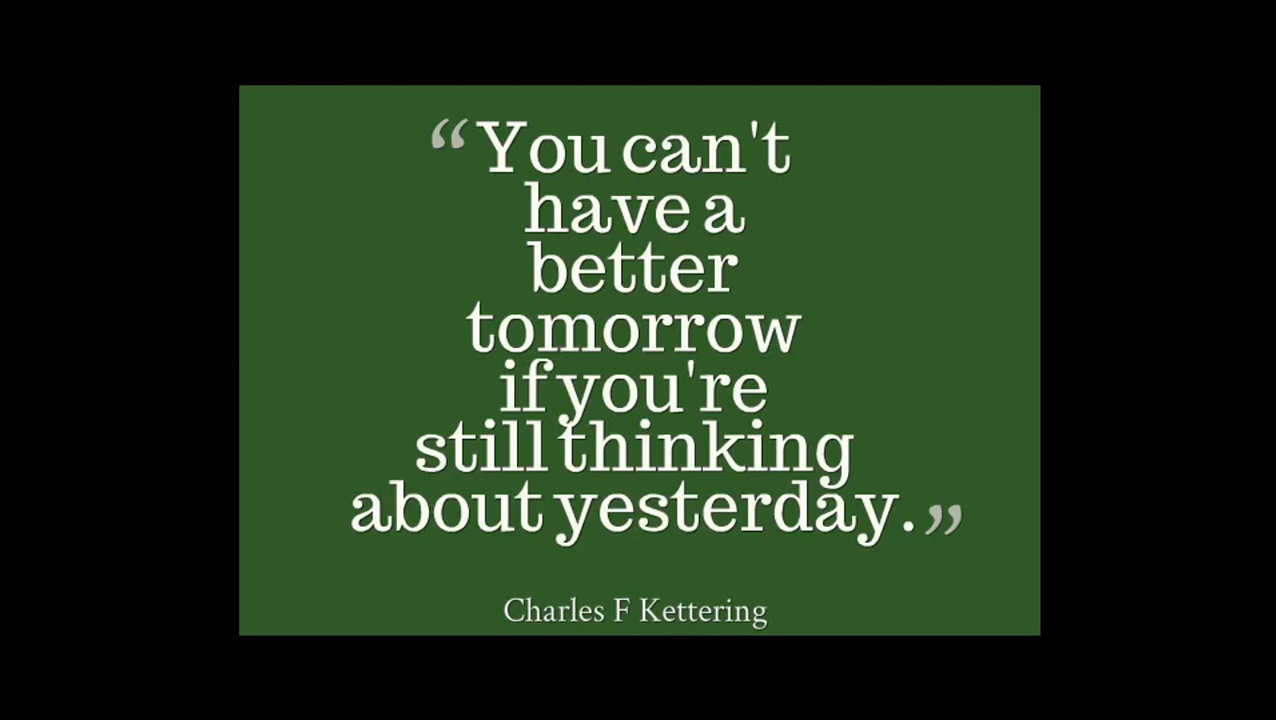 “You can't
have a
better
tomorrow
if you're
still thinking
about yesterday.”
Charles F Kettering